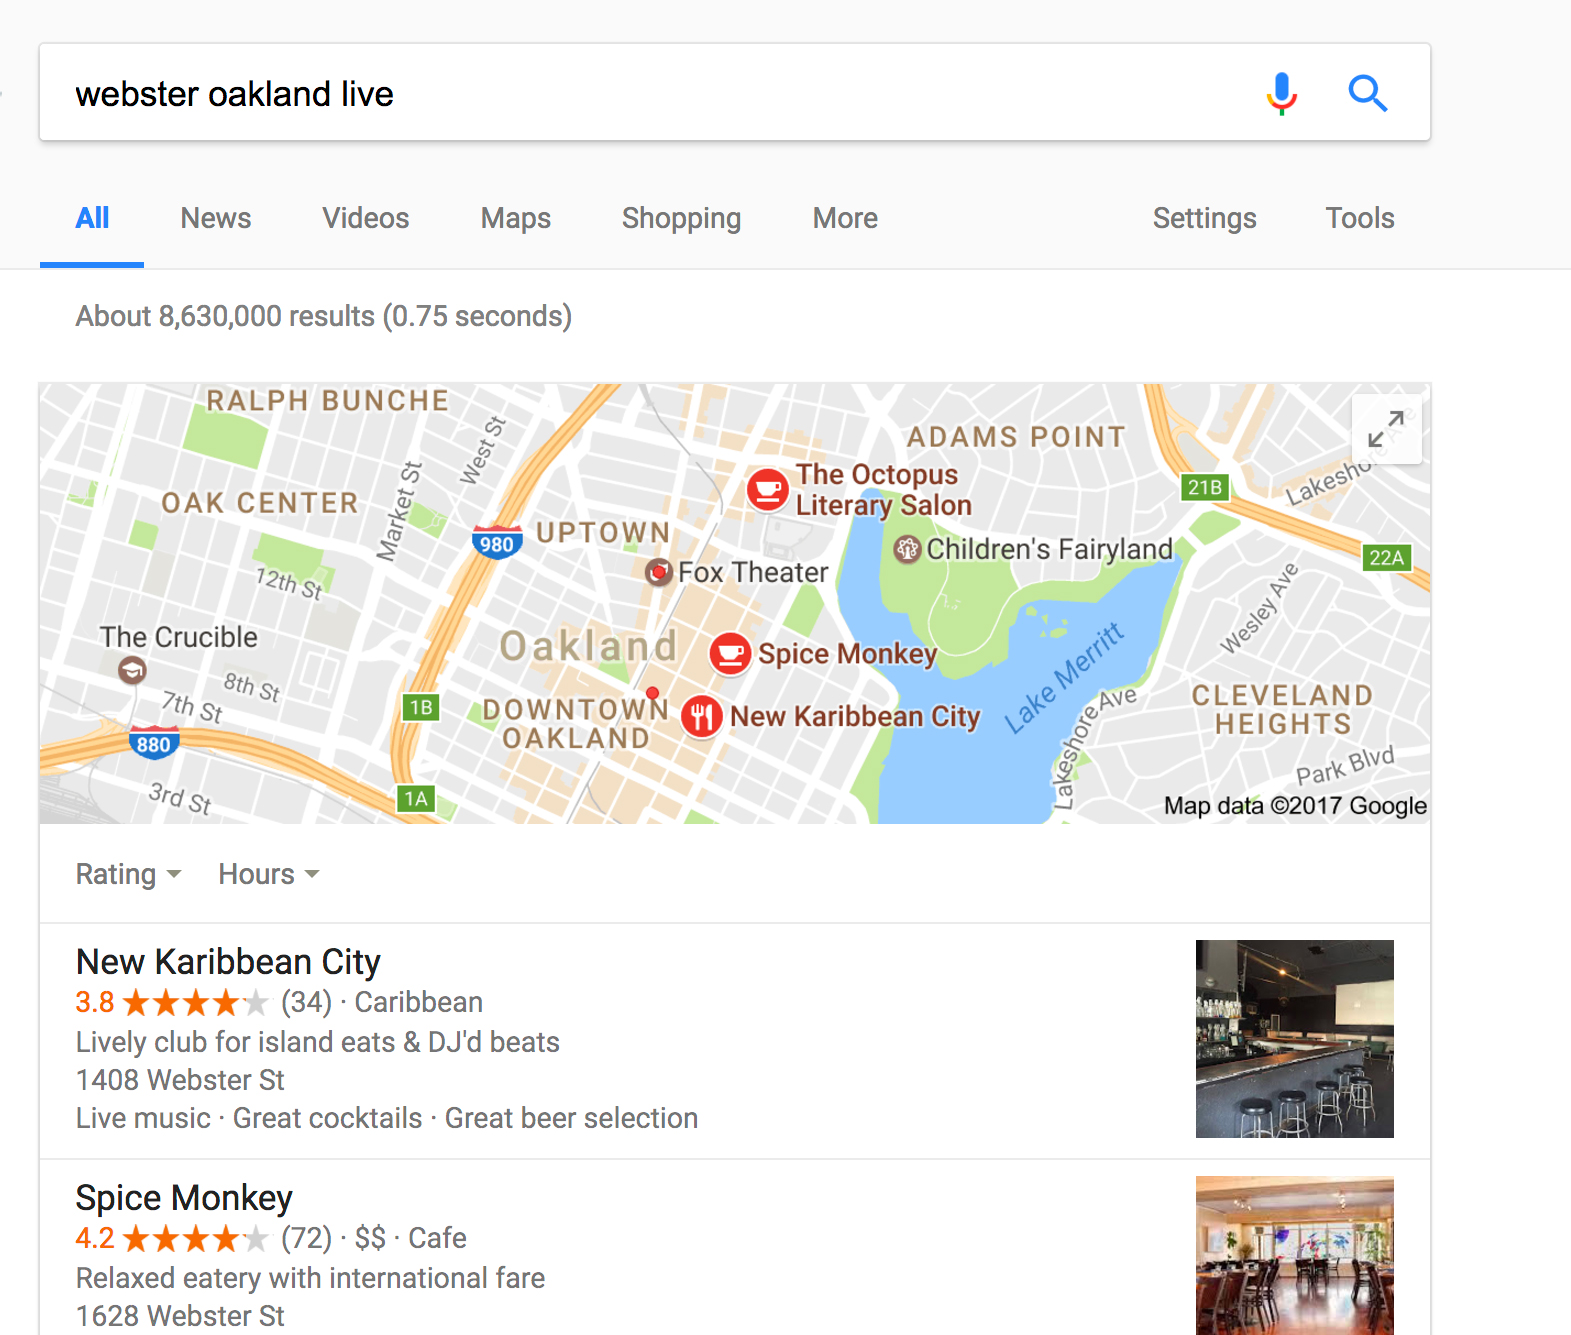 webster oakland live
All News Videos Maps Shopping More Settings Tools
About 8,630,000 results (0.75 seconds)
RALPH BUNCHE
West St
ADAMS POINT
The Octopus
Literary Salon
21B
Market St
OAK CENTER
980
UPTOWN
Children's Fairyland
22A
12th St
Fox Theater
Wesley Ave
The Crucible
Oakland
Spice Monkey
Lake Merritt
8th St
7th St
1B
DOWNTOWN
OAKLAND
New Karibbean City
Lakeshore Ave
CLEVELAND
HEIGHTS
880
3rd St
1A
Park Blvd
Map data ©2017 Google
Rating Hours
New Karibbean City
3.8 (34) · Caribbean
Lively club for island eats & DJ'd beats
1408 Webster St
Live music · Great cocktails · Great beer selection
Spice Monkey
4.2 (72) · $$ · Cafe
Relaxed eatery with international fare
1628 Webster St